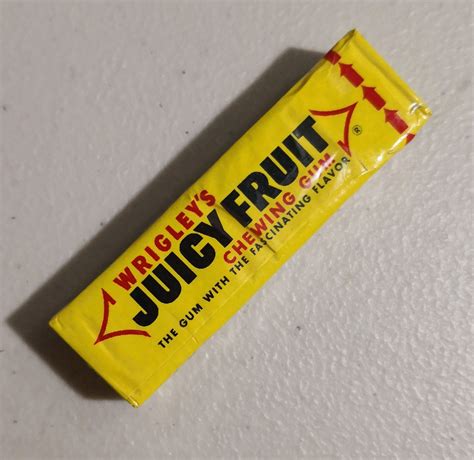 WRIGLEY'S
JUICY FRUIT
CHEWING GUM
THE GUM WITH THE FASCINATING FLAVOR
®